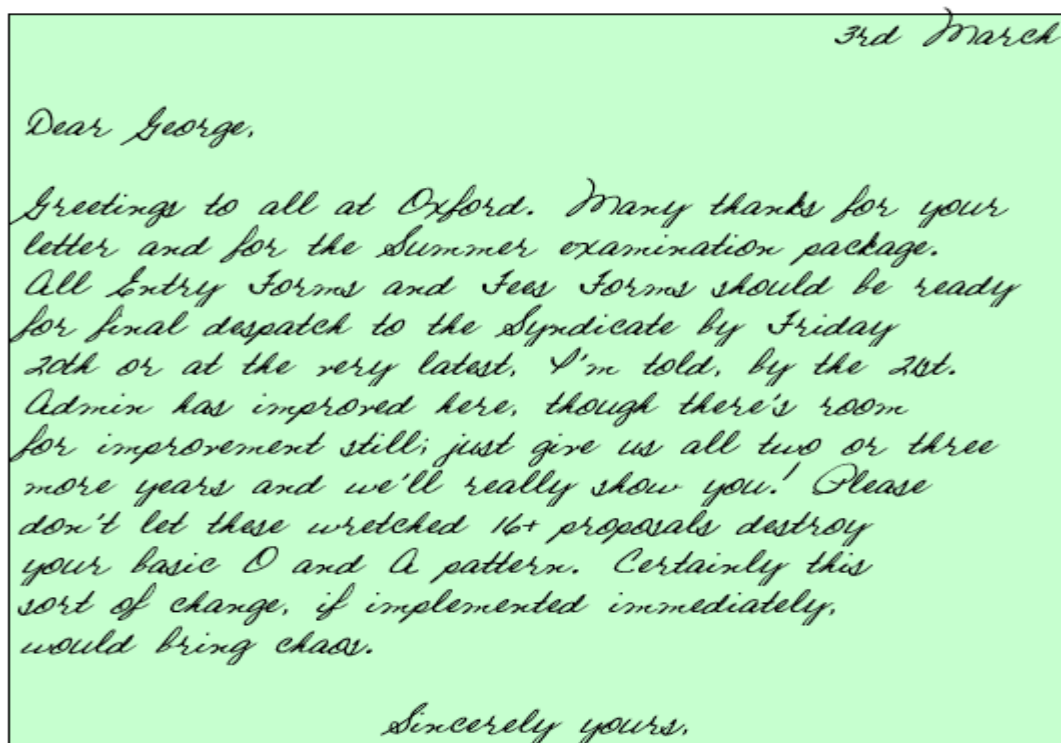 3rd March
Dear George,
Greetings to all at Oxford. Many thanks for your
letter and for the Summer examination package.
All Entry Forms and Fees Forms should be ready
for final despatch to the Syndicate by Friday
20th or at the very latest, I'm told, by the 21st.
Admin has improved here, though there's room
for improvement still; just give us all two or three
more years and we'll really show you! Please
don't let these wretched 16+ proposals destroy
your basic O and A pattern. Certainly this
sort of change, if implemented immediately,
would bring chaos.
Sincerely yours,